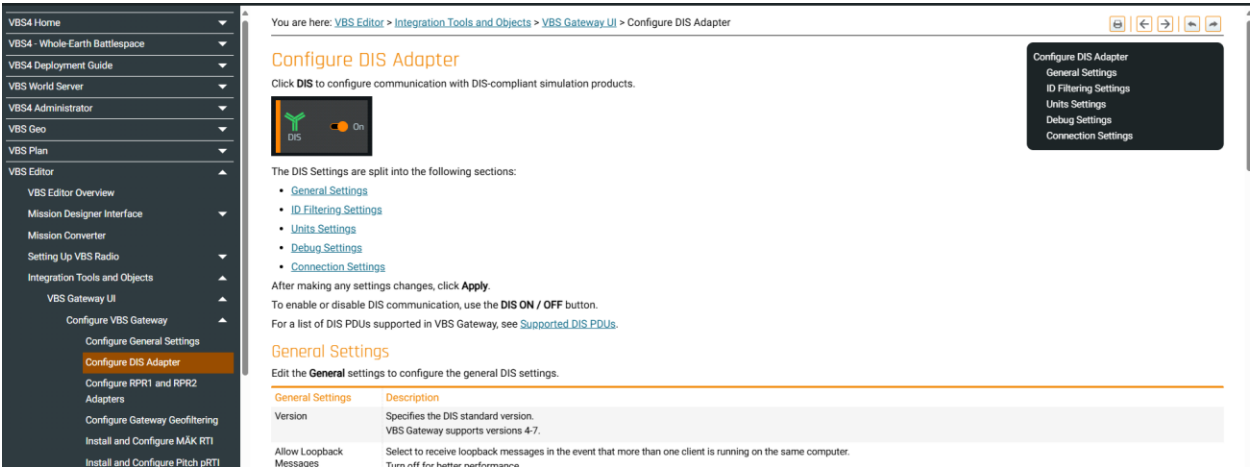 VBS4 Home
VBS4 - Whole-Earth Battlespace
VBS4 Deployment Guide
VBS World Server
VBS4 Administrator
VBS Geo
VBS Plan
VBS Editor
VBS Editor Overview
Mission Designer Interface
Mission Converter
Setting Up VBS Radio
Integration Tools and Objects
VBS Gateway UI
Configure VBS Gateway
Configure General Settings
Configure DIS Adapter
Configure RPR1 and RPR2
Adapters
Configure Gateway Geofiltering
Install and Configure MÄK RTI
Install and Configure Pitch pRTI
You are here: VBS Editor > Integration Tools and Objects > VBS Gateway UI > Configure DIS Adapter
Configure DIS Adapter
Click DIS to configure communication with DIS-compliant simulation products.
DIS
On
The DIS Settings are split into the following sections:
• General Settings
• ID Filtering Settings
• Units Settings
• Debug Settings
• Connection Settings
After making any settings changes, click Apply.
To enable or disable DIS communication, use the DIS ON / OFF button.
For a list of DIS PDUs supported in VBS Gateway, see Supported DIS PDUs.
General Settings
Edit the General settings to configure the general DIS settings.
General Settings Description
Version Specifies the DIS standard version.
VBS Gateway supports versions 4-7.
Allow Loopback Select to receive loopback messages in the event that more than one client is running on the same computer.
Messages Turn off for better performance.
Configure DIS Adapter
General Settings
ID Filtering Settings
Units Settings
Debug Settings
Connection Settings